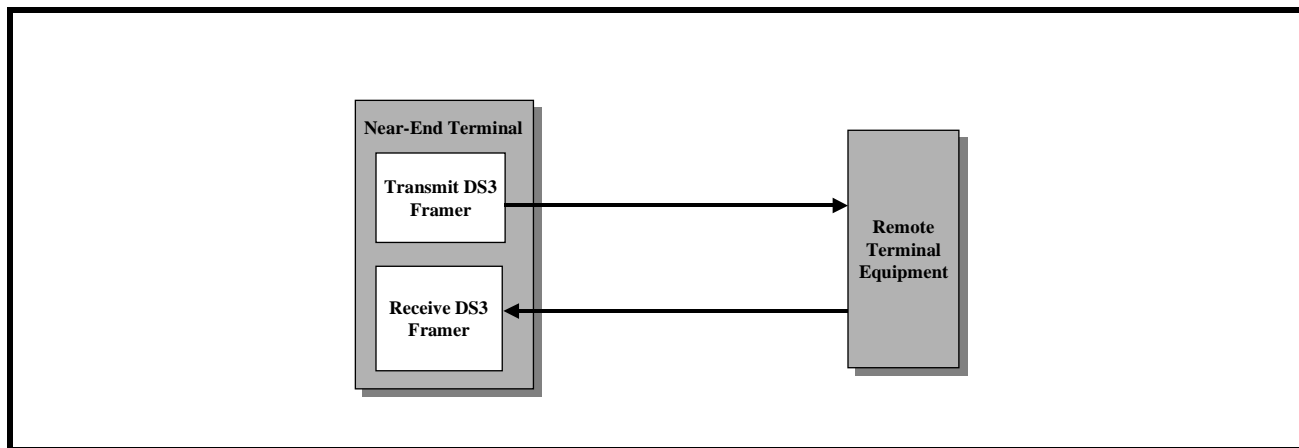 Near-End Terminal
Transmit DS3
Framer
Receive DS3
Framer
Remote
Terminal
Equipment